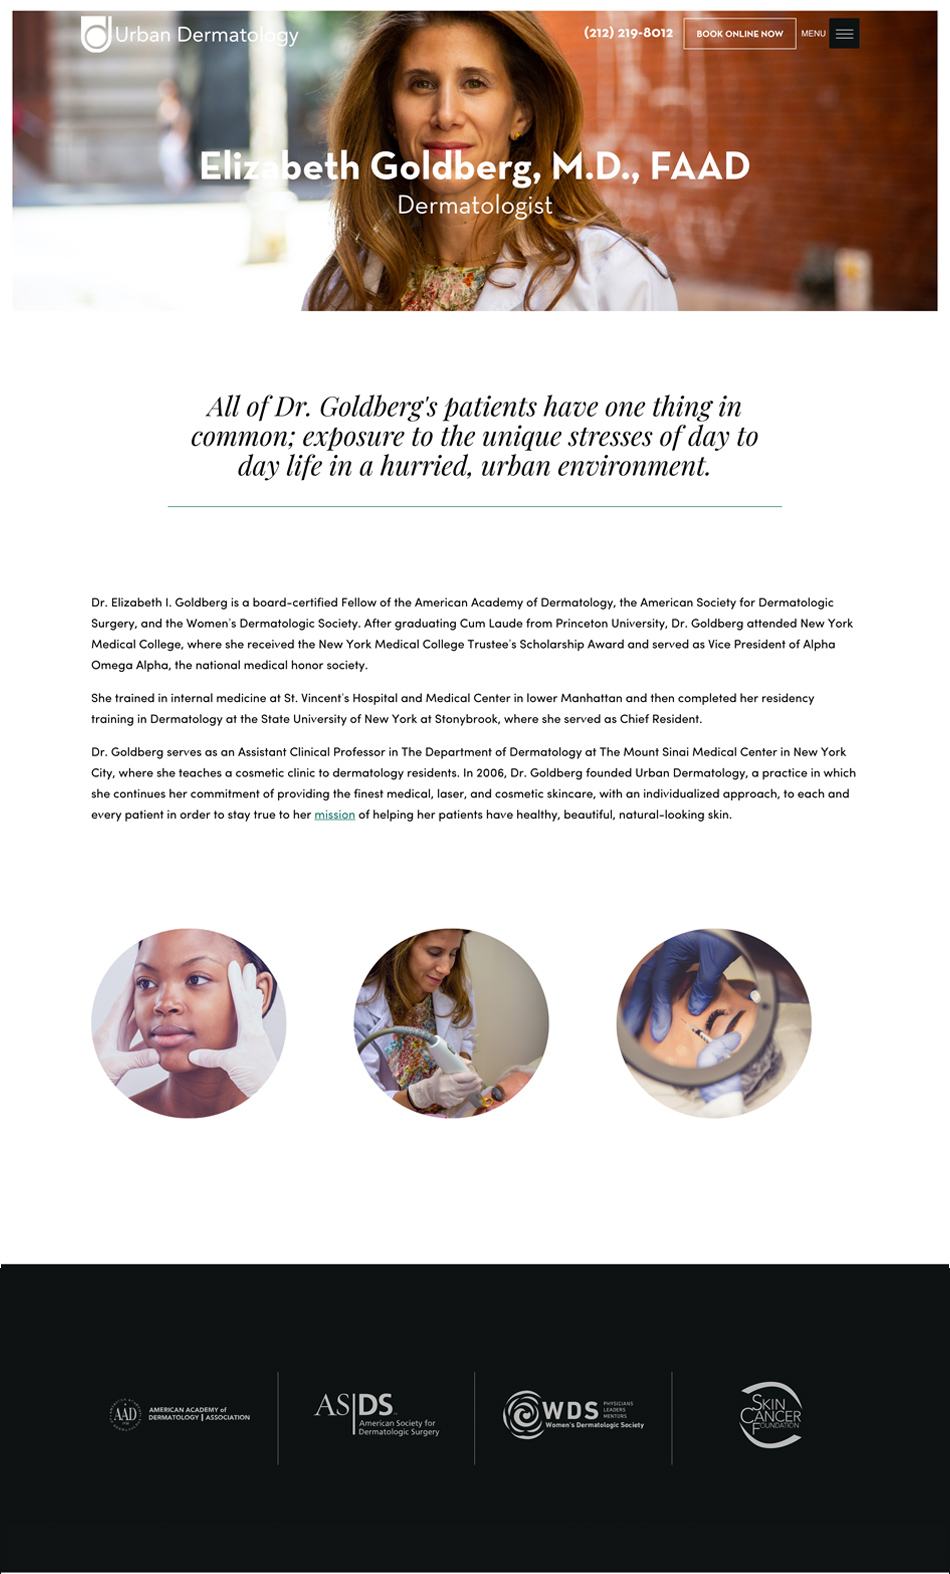 Urban Dermatology
(212) 219-8012
BOOK ONLINE NOW
MENU
Elizabeth Goldberg, M.D., FAAD
Dermatologist
All of Dr. Goldberg's patients have one thing in
common; exposure to the unique stresses of day to
day life in a hurried, urban environment.
Dr. Elizabeth I. Goldberg is a board-certified Fellow of the American Academy of Dermatology, the American Society for Dermatologic
Surgery, and the Women's Dermatologic Society. After graduating Cum Laude from Princeton University, Dr. Goldberg attended New York
Medical College, where she received the New York Medical College Trustee's Scholarship Award and served as Vice President of Alpha
Omega Alpha, the national medical honor society.
She trained in internal medicine at St. Vincent's Hospital and Medical Center in lower Manhattan and then completed her residency
training in Dermatology at the State University of New York at Stonybrook, where she served as Chief Resident.
Dr. Goldberg serves as an Assistant Clinical Professor in The Department of Dermatology at The Mount Sinai Medical Center in New York
City, where she teaches a cosmetic clinic to dermatology residents. In 2006, Dr. Goldberg founded Urban Dermatology, a practice in which
she continues her commitment of providing the finest medical, laser, and cosmetic skincare, with an individualized approach, to each and
every patient in order to stay true to her mission of helping her patients have healthy, beautiful, natural-looking skin.
AAD
AMERICAN ACADEMY of
DERMATOLOGY | ASSOCIATION
AS|DS
American Society for
Dermatologic Surgery
WDS
PHYSICIANS
LEADERS
MENTORS
Women's Dermatologic Society
SKIN
CANCER
FOUNDATION